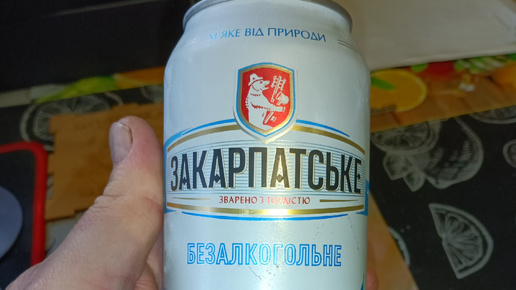 М'ЯКЕ ВІД ПРИРОДИ
ЗАКАРПАТСЬКЕ
ЗВАРЕНО З ГІДНІСТЮ
БЕЗАЛКОГОЛЬНЕ